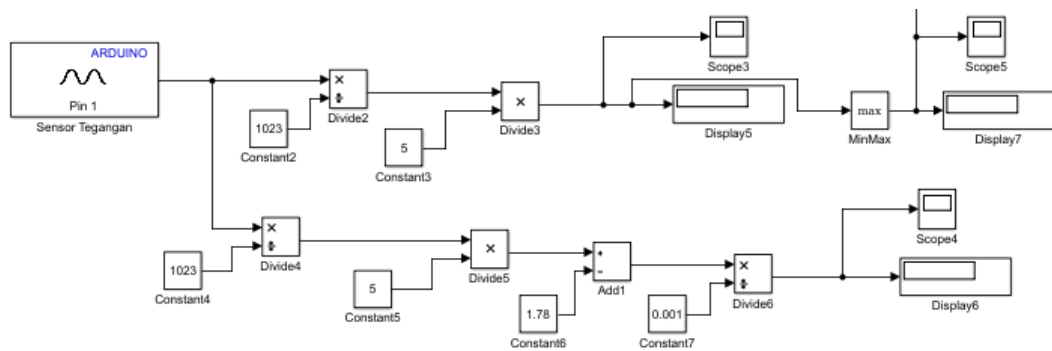 ARDUINO
Pin 1
Sensor Tegangan
×
÷
Divide2
1023
Constant2
×
Divide3
5
Constant3
Scope3
Display5
max
MinMax
Scope5
Display7
×
÷
Divide4
1023
Constant4
×
Divide5
5
Constant5
+
−
Add1
1.78
Constant6
×
÷
Divide6
0.001
Constant7
Scope4
Display6